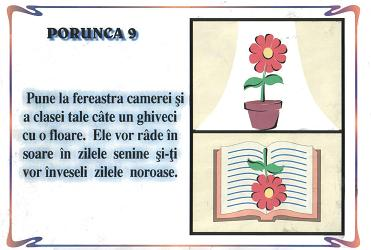 PORUNCA 9
Pune la fereastra camerei şi
a clasei tale câte un ghiveci
cu o floare. Ele vor râde în
soare în zilele senine şi-ţi
vor înveseli zilele noroase.